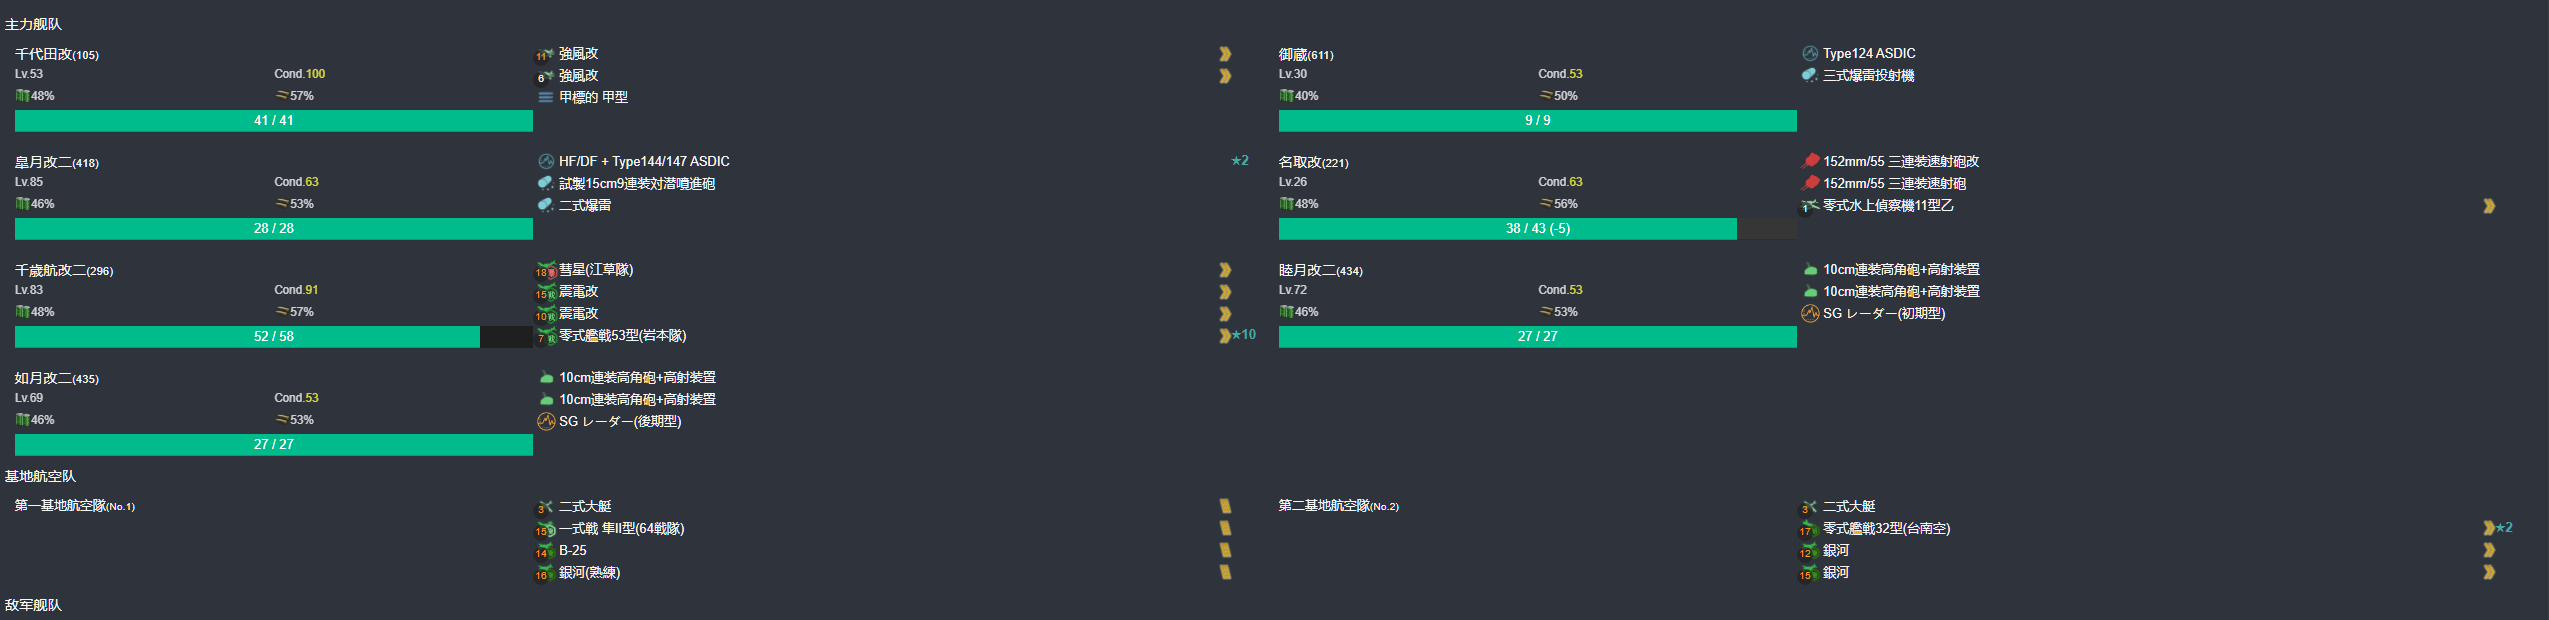 主力舰队
千代田改(105)
Lv.53 Cond.100
48% 57%
41 / 41
11 強風改
6 強風改
甲標的 甲型
御蔵(611)
Lv.30 Cond.53
40% 50%
9 / 9
Type124 ASDIC
三式爆雷投射機
皐月改二(418)
Lv.85 Cond.63
46% 53%
28 / 28
HF/DF + Type144/147 ASDIC ★2
試製15cm9連装対潜噴進砲
二式爆雷
名取改(221)
Lv.26 Cond.63
48% 56%
38 / 43 (-5)
152mm/55 三連装速射砲改
152mm/55 三連装速射砲
1 零式水上偵察機11型乙
千歳航改二(296)
Lv.83 Cond.91
48% 57%
52 / 58
18 彗星(江草隊)
15 震電改
10 震電改
7 零式艦戦53型(岩本隊) ★10
睦月改二(434)
Lv.72 Cond.53
46% 53%
27 / 27
10cm連装高角砲+高射装置
10cm連装高角砲+高射装置
SG レーダー(初期型)
如月改二(435)
Lv.69 Cond.53
46% 53%
27 / 27
10cm連装高角砲+高射装置
10cm連装高角砲+高射装置
SG レーダー(後期型)
基地航空队
第一基地航空隊(No.1)
3 二式大艇
15 一式戦 隼II型(64戦隊)
14 B-25
16 銀河(熟練)
第二基地航空隊(No.2)
3 二式大艇
17 零式艦戦32型(台南空) ★2
12 銀河
15 銀河
敌军舰队